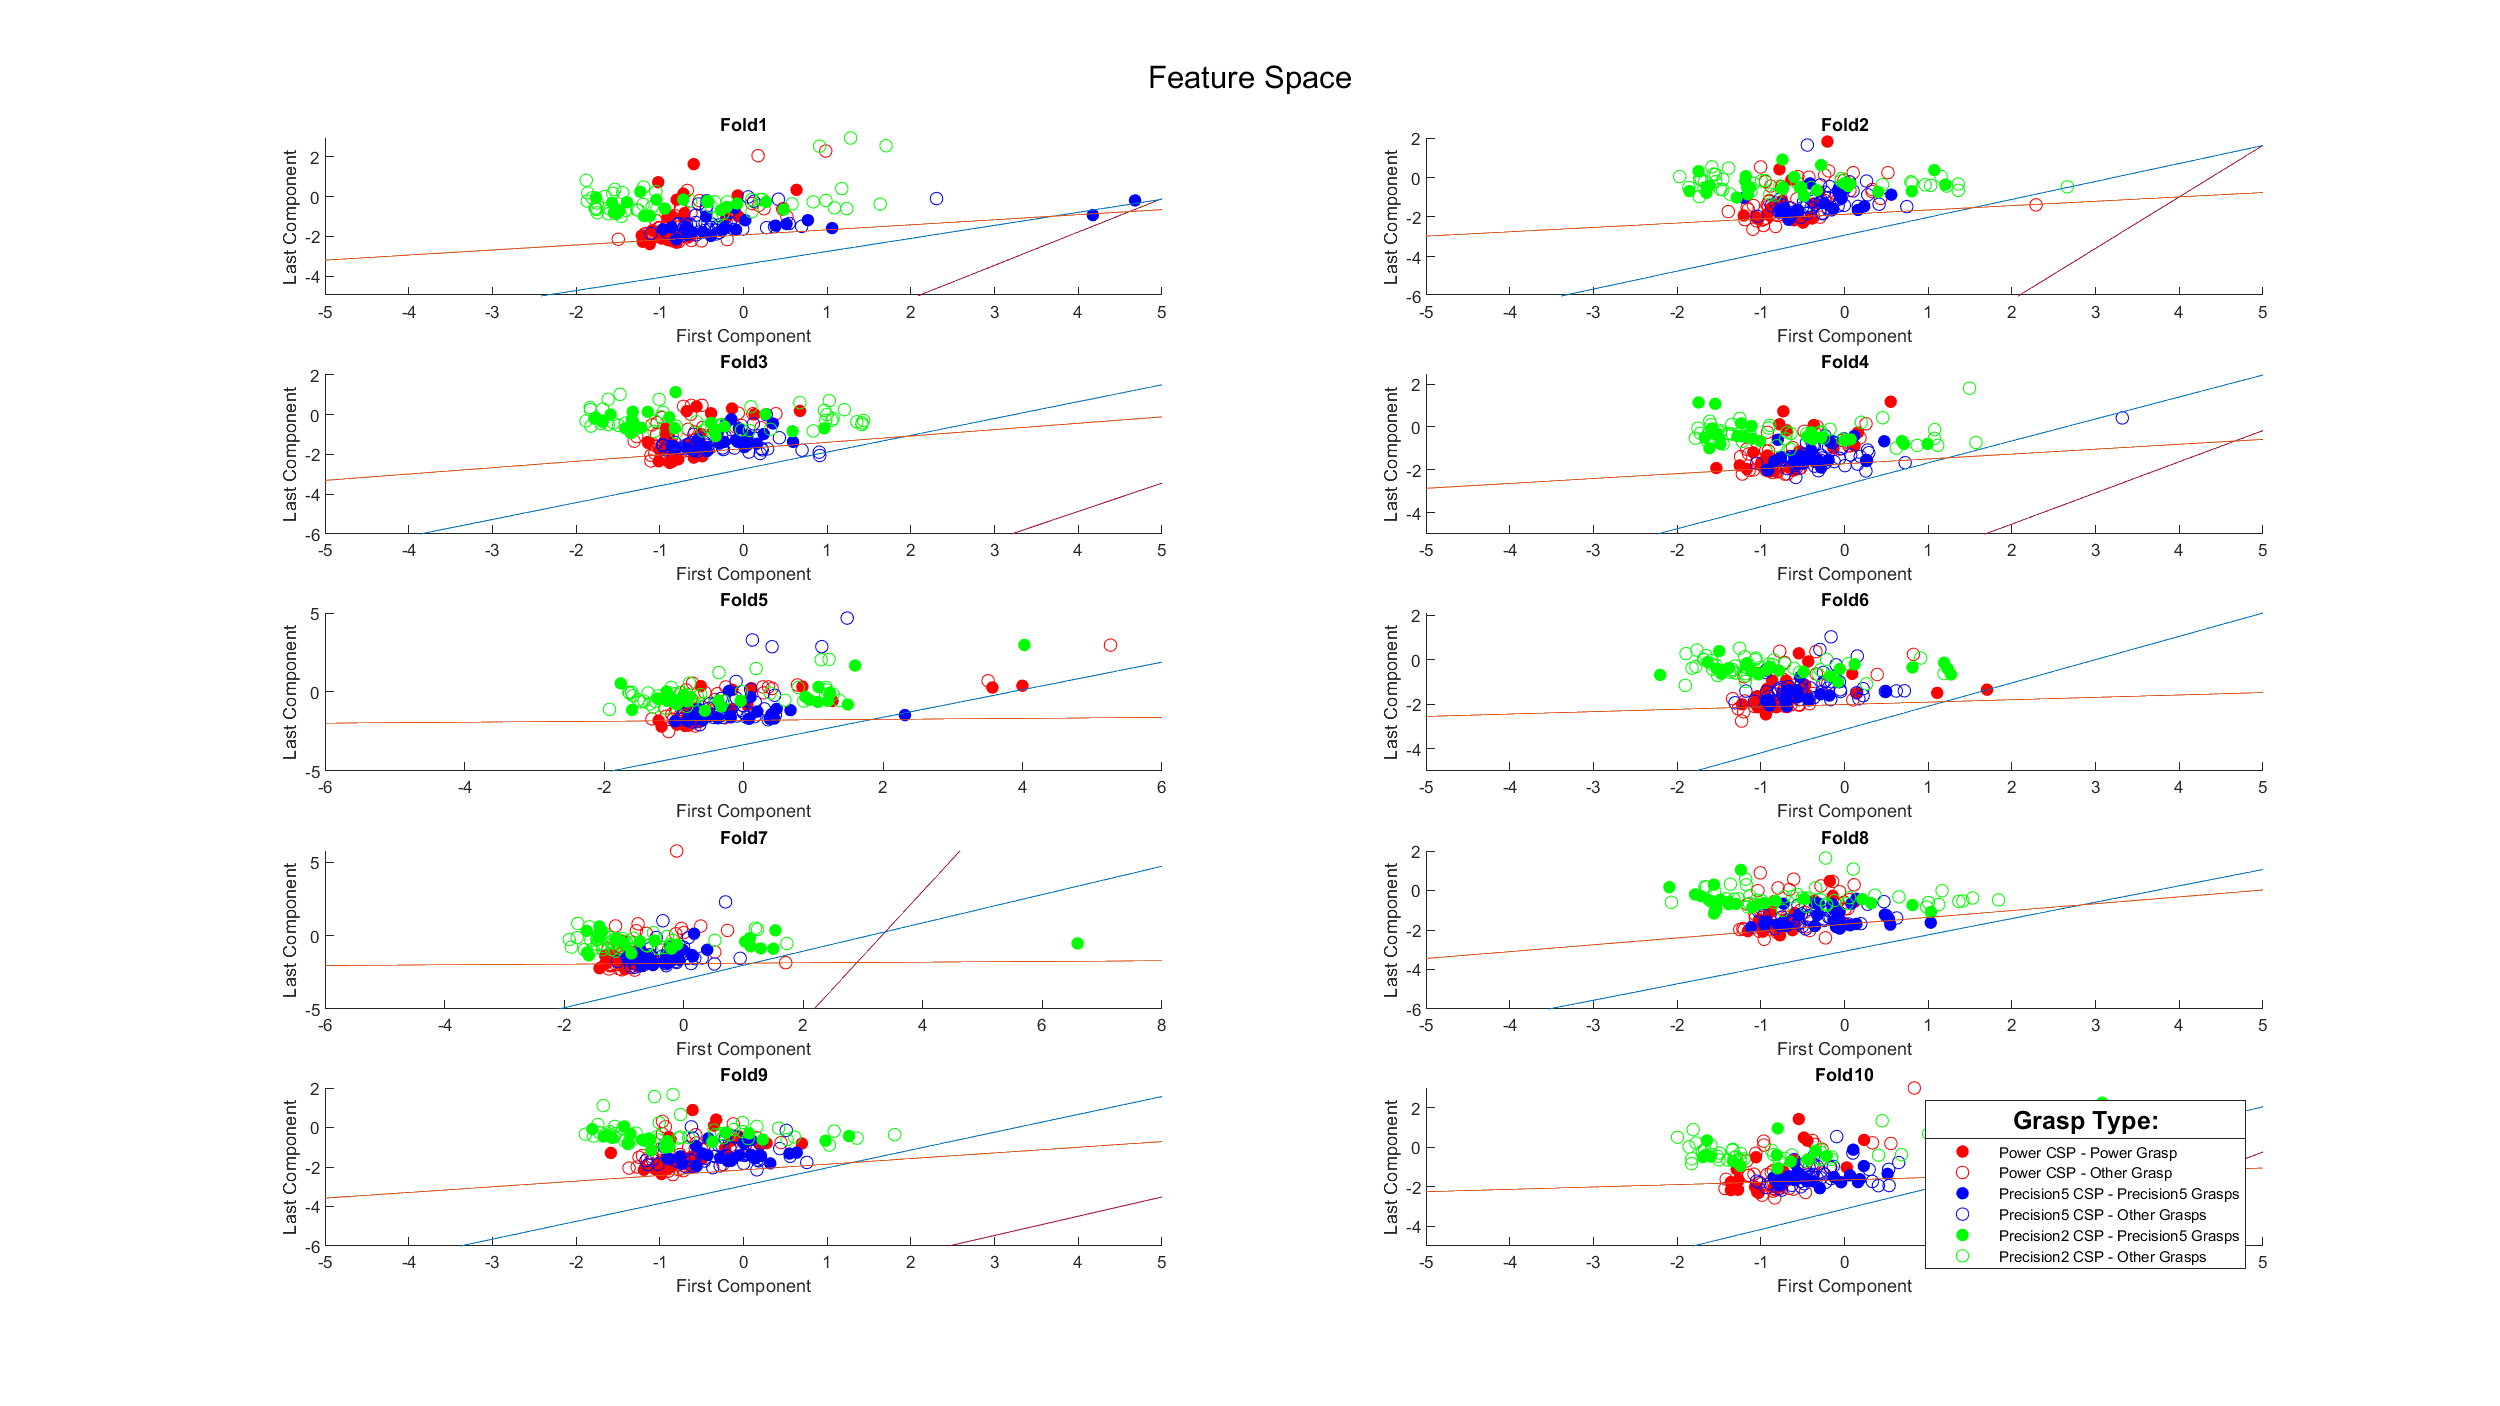 Feature Space
Fold1
2
0
-2
-4
Last Component
-5 -4 -3 -2 -1 0 1 2 3 4 5
First Component
Fold2
2
0
-2
-4
-6
Last Component
-5 -4 -3 -2 -1 0 1 2 3 4 5
First Component
Fold3
2
0
-2
-4
-6
Last Component
-5 -4 -3 -2 -1 0 1 2 3 4 5
First Component
Fold4
2
0
-2
-4
Last Component
-5 -4 -3 -2 -1 0 1 2 3 4 5
First Component
Fold5
5
0
-5
Last Component
-6 -4 -2 0 2 4 6
First Component
Fold6
2
0
-2
-4
Last Component
-5 -4 -3 -2 -1 0 1 2 3 4 5
First Component
Fold7
5
0
-5
Last Component
-6 -4 -2 0 2 4 6 8
First Component
Fold8
2
0
-2
-4
-6
Last Component
-5 -4 -3 -2 -1 0 1 2 3 4 5
First Component
Fold9
2
0
-2
-4
-6
Last Component
-5 -4 -3 -2 -1 0 1 2 3 4 5
First Component
Fold10
2
0
-2
-4
Last Component
-5 -4 -3 -2 -1 0 5
First Component
Grasp Type:
Power CSP - Power Grasp
Power CSP - Other Grasp
Precision5 CSP - Precision5 Grasps
Precision5 CSP - Other Grasps
Precision2 CSP - Precision5 Grasps
Precision2 CSP - Other Grasps